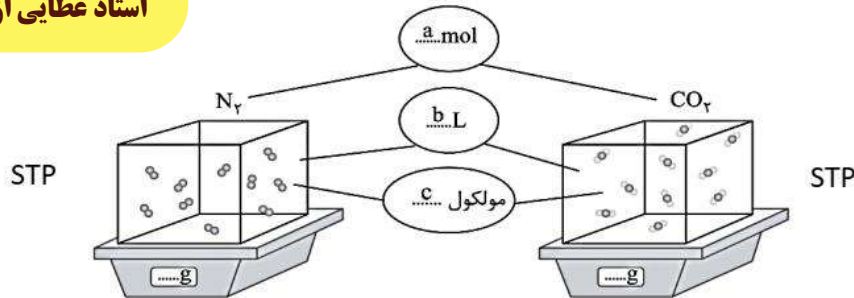 استاد عطایی
a mol
N۲
CO۲
b L
STP
STP
c مولکول
......g
......g